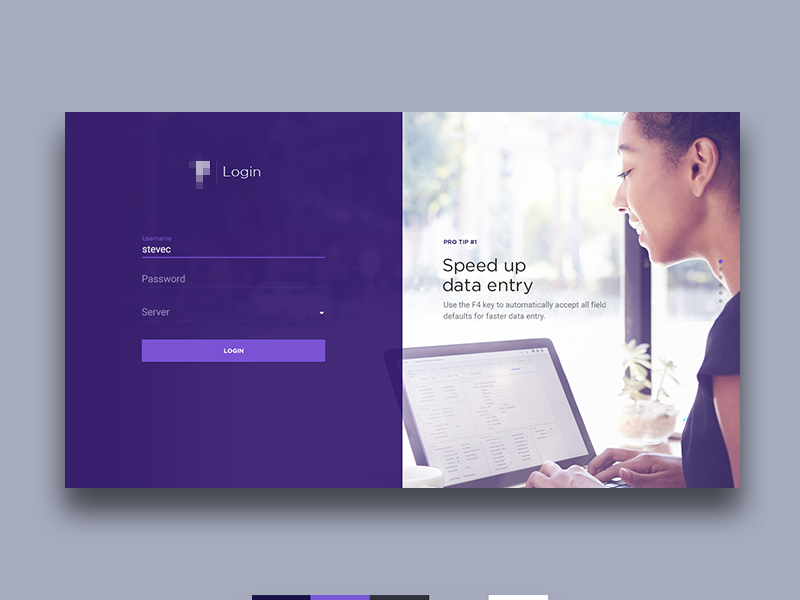 Login
Username
stevec
Password
Server
LOGIN
PRO TIP #1
Speed up
data entry
Use the F4 key to automatically accept all field
defaults for faster data entry.